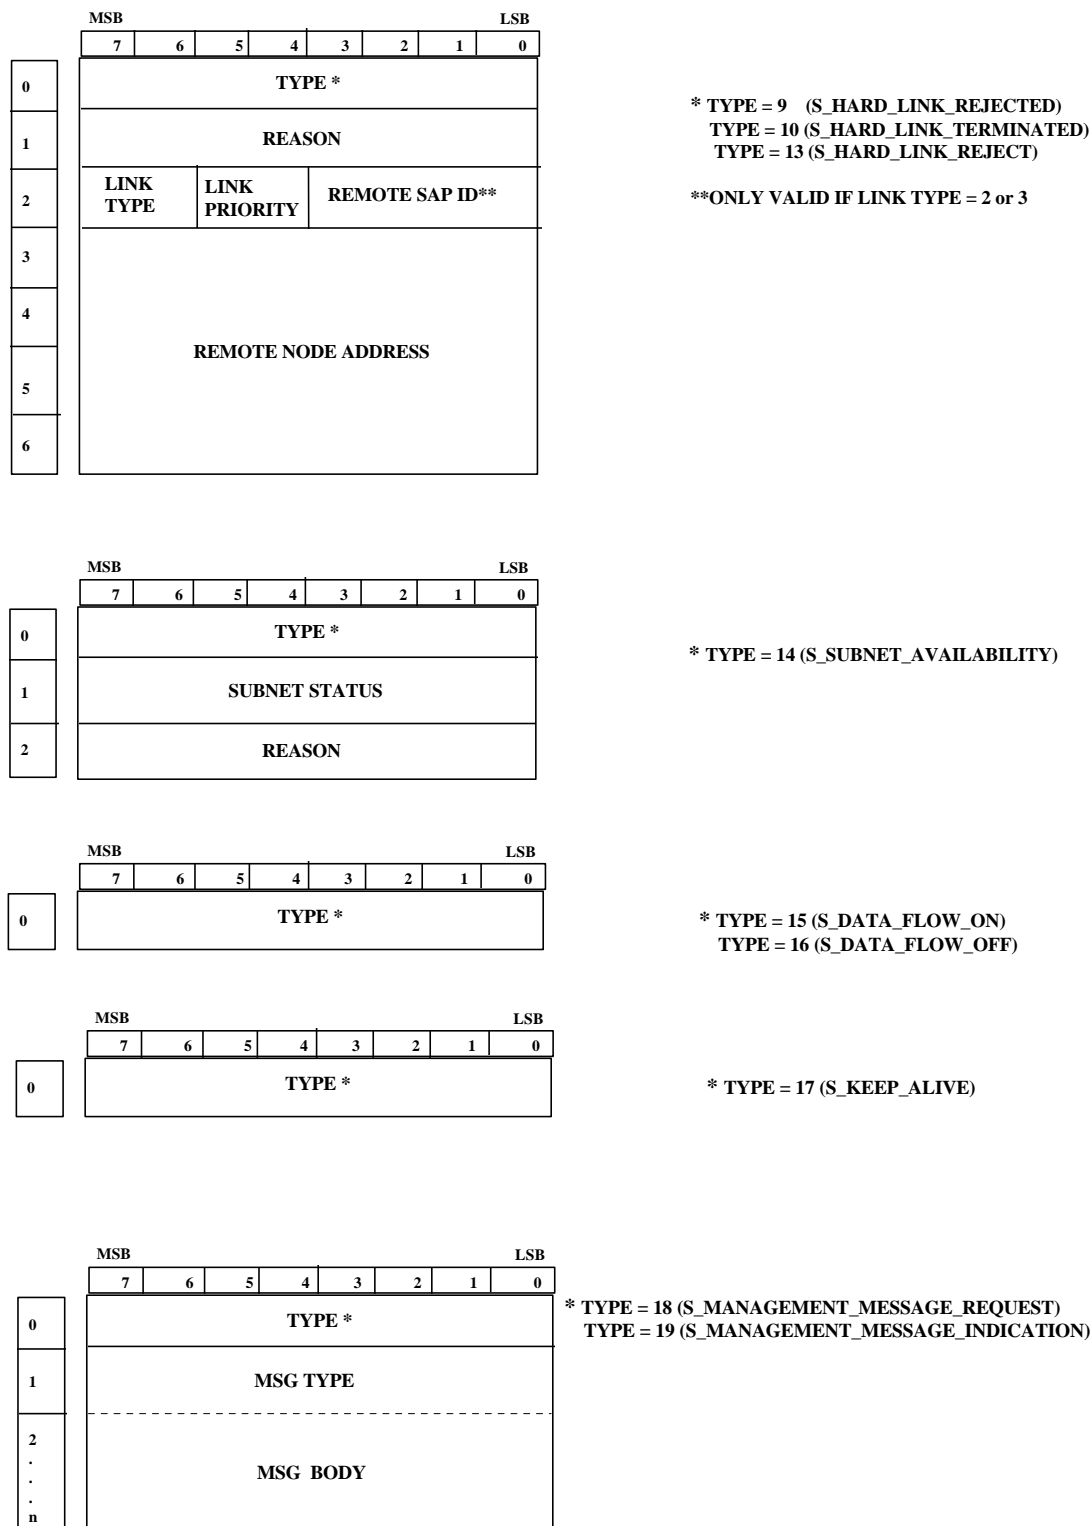 MSB LSB
7 6 5 4 3 2 1 0
0 TYPE *
* TYPE = 9 (S_HARD_LINK_REJECTED)
TYPE = 10 (S_HARD_LINK_TERMINATED)
TYPE = 13 (S_HARD_LINK_REJECT)
1 REASON
2 LINK TYPE LINK PRIORITY REMOTE SAP ID**
**ONLY VALID IF LINK TYPE = 2 or 3
3
4
REMOTE NODE ADDRESS
5
6
MSB LSB
7 6 5 4 3 2 1 0
0 TYPE *
* TYPE = 14 (S_SUBNET_AVAILABILITY)
1 SUBNET STATUS
2 REASON
MSB LSB
7 6 5 4 3 2 1 0
0 TYPE *
* TYPE = 15 (S_DATA_FLOW_ON)
TYPE = 16 (S_DATA_FLOW_OFF)
MSB LSB
7 6 5 4 3 2 1 0
0 TYPE *
* TYPE = 17 (S_KEEP_ALIVE)
MSB LSB
7 6 5 4 3 2 1 0
0 TYPE *
* TYPE = 18 (S_MANAGEMENT_MESSAGE_REQUEST)
TYPE = 19 (S_MANAGEMENT_MESSAGE_INDICATION)
1 MSG TYPE
2
.
.
MSG BODY
.
n